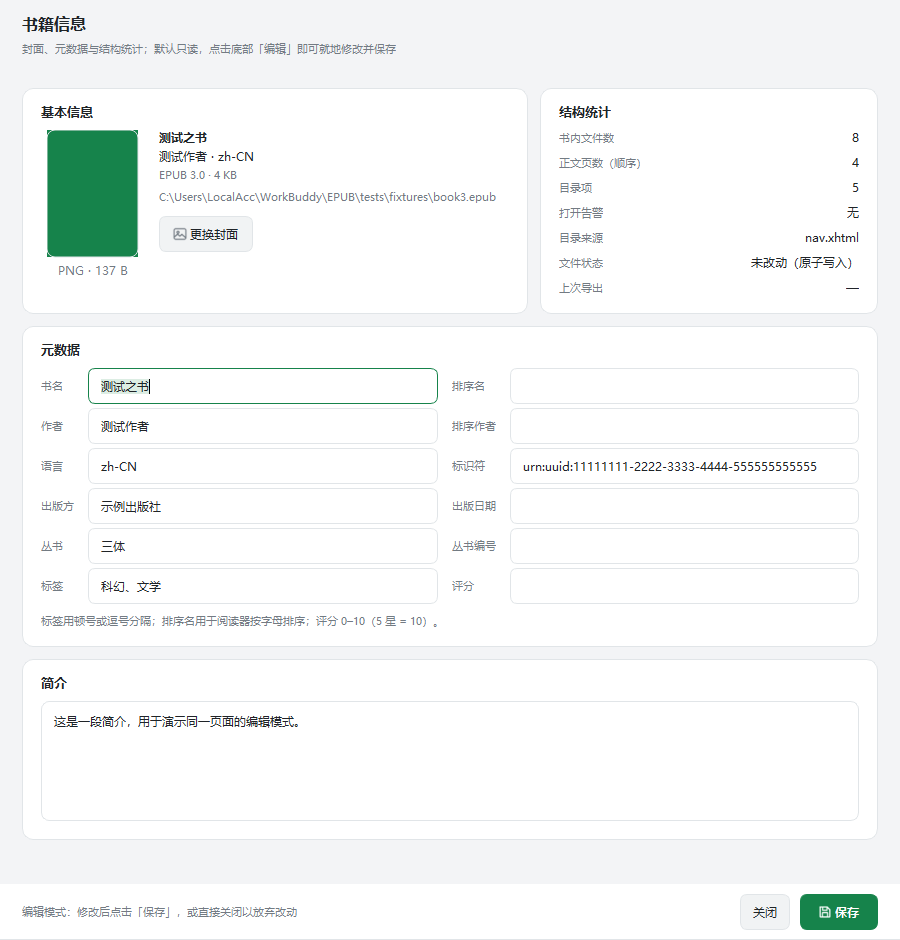 书籍信息
封面、元数据与结构统计；默认只读，点击底部「编辑」即可就地修改并保存
基本信息
测试之书
测试作者 · zh-CN
EPUB 3.0 · 4 KB
C:\Users\LocalAcc\WorkBuddy\EPUB\tests\fixtures\book3.epub
更换封面
PNG · 137 B
结构统计
书内文件数 8
正文页数（顺序） 4
目录项 5
打开告警 无
目录来源 nav.xhtml
文件状态 未改动（原子写入）
上次导出 —
元数据
书名 测试之书 排序名
作者 测试作者 排序作者
语言 zh-CN 标识符 urn:uuid:11111111-2222-3333-4444-555555555555
出版方 示例出版社 出版日期
丛书 三体 丛书编号
标签 科幻、文学 评分
标签用顿号或逗号分隔；排序名用于阅读器按字母排序；评分 0–10（5 星 = 10）。
简介
这是一段简介，用于演示同一页面的编辑模式。
编辑模式：修改后点击「保存」，或直接关闭以放弃改动
关闭 保存